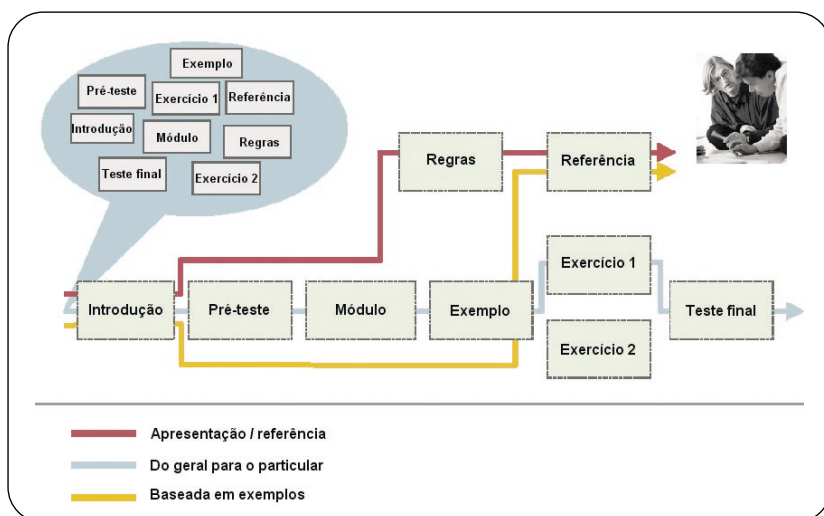 Exemplo
Pré-teste
Exercício 1
Referência
Introdução
Módulo
Regras
Teste final
Exercício 2
Regras
Referência
Exercício 1
Introdução
Pré-teste
Módulo
Exemplo
Teste final
Exercício 2
Apresentação / referência
Do geral para o particular
Baseada em exemplos